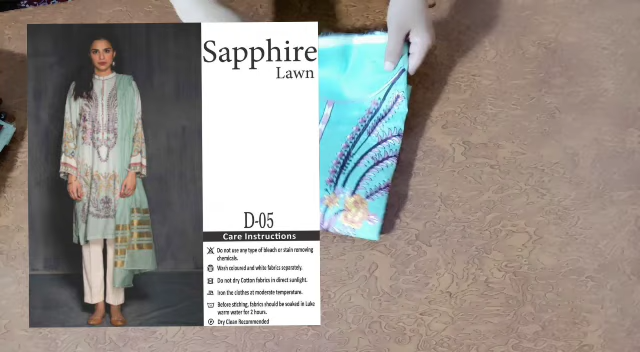 Sapphire
Lawn
D-05
Care Instructions
Do not use any type of bleach or stain removing
chemicals.
Wash coloured and white fabrics separately.
Do not dry Cotton fabrics in direct sunlight.
Iron the clothes at moderate temperature.
Before stiching, fabrics should be soaked in Luke
warm water for 2 hours.
Dry Clean Recommended